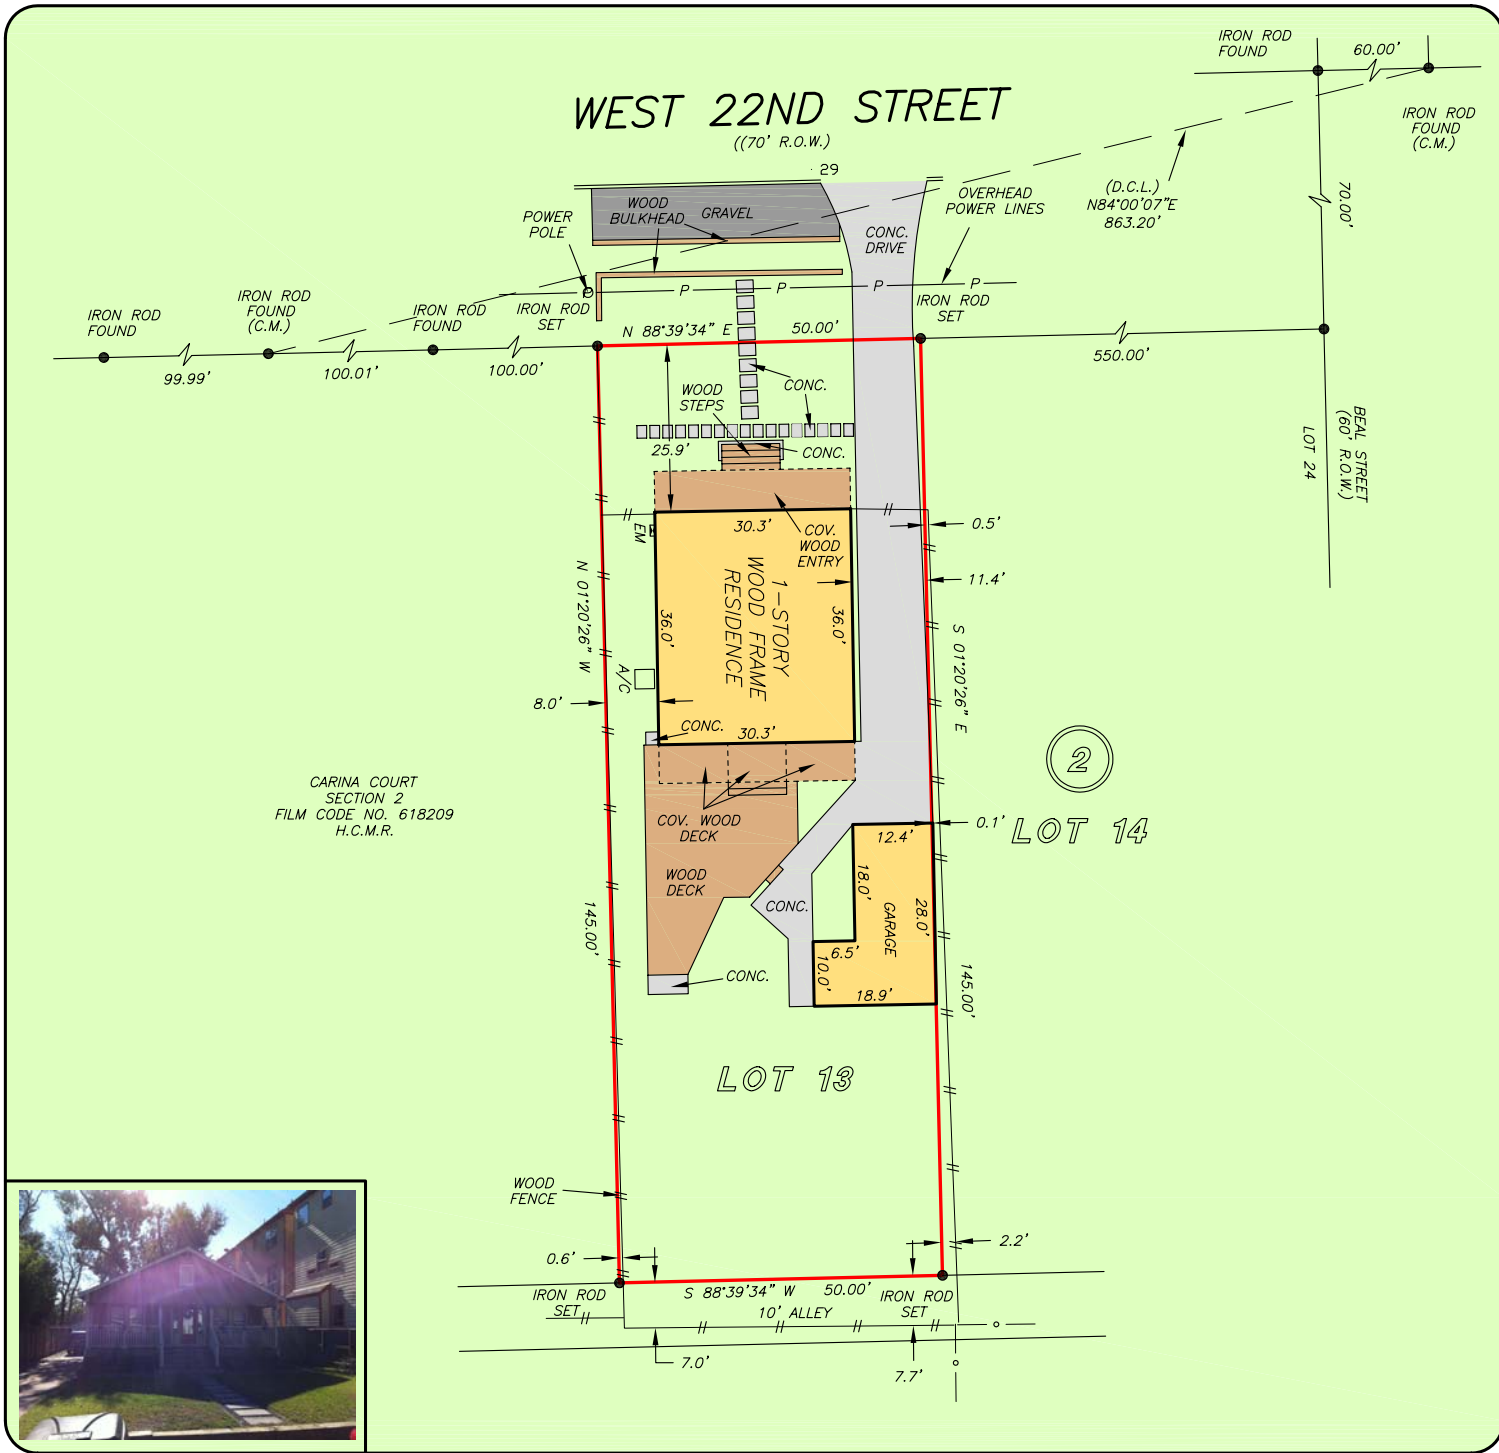 IRON ROD
FOUND
60.00'
WEST 22ND STREET
((70' R.O.W.)
IRON ROD
FOUND
(C.M.)
29
(D.C.L.)
N84°00'07"E
863.20'
70.00'
OVERHEAD
POWER LINES
WOOD
BULKHEAD
GRAVEL
POWER
POLE
CONC.
DRIVE
P
P
P
P
P
IRON ROD
FOUND
IRON ROD
FOUND
(C.M.)
IRON ROD
FOUND
IRON ROD
SET
IRON ROD
SET
N 88°39'34" E
50.00'
99.99'
100.01'
100.00'
550.00'
WOOD
STEPS
CONC.
25.9'
CONC.
BEAL STREET
(60' R.O.W.)
LOT 24
30.3'
COV.
WOOD
ENTRY
EM
0.5'
11.4'
N 01°20'26" W
1-STORY
WOOD FRAME
RESIDENCE
36.0'
36.0'
S 01°20'26" E
A/C
8.0'
CONC.
30.3'
2
CARINA COURT
SECTION 2
FILM CODE NO. 618209
H.C.M.R.
COV. WOOD
DECK
0.1'
LOT 14
12.4'
WOOD
DECK
18.0'
GARAGE
28.0'
CONC.
145.00'
6.5'
10.0'
CONC.
18.9'
145.00'
LOT 13
WOOD
FENCE
0.6'
2.2'
S 88°39'34" W
50.00'
IRON ROD
SET
IRON ROD
SET
10' ALLEY
7.0'
7.7'